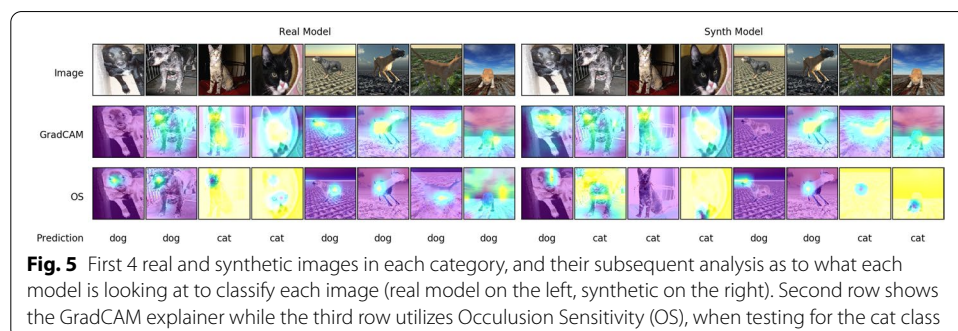 Real Model Synth Model
Image
GradCAM
OS
Prediction dog dog cat cat dog dog dog dog dog cat cat cat dog dog cat cat
Fig. 5 First 4 real and synthetic images in each category, and their subsequent analysis as to what each
model is looking at to classify each image (real model on the left, synthetic on the right). Second row shows
the GradCAM explainer while the third row utilizes Occulusion Sensitivity (OS), when testing for the cat class